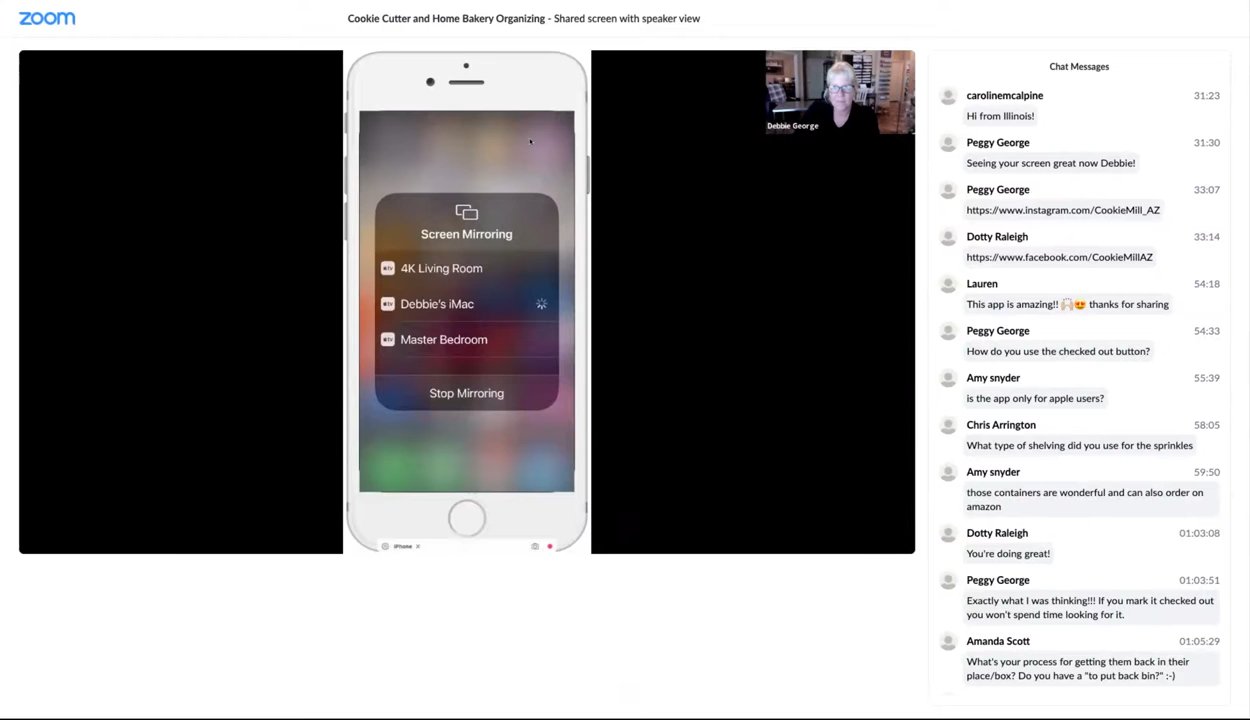 zoom
Cookie Cutter and Home Bakery Organizing - Shared screen with speaker view
Debbie George
Screen Mirroring
tv 4K Living Room
tv Debbie's iMac
tv Master Bedroom
Stop Mirroring
iPhone
Chat Messages
carolinemcalpine 31:23
Hi from Illinois!
Peggy George 31:30
Seeing your screen great now Debbie!
Peggy George 33:07
https://www.instagram.com/CookieMill_AZ
Dotty Raleigh 33:14
https://www.facebook.com/CookieMillAZ
Lauren 54:18
This app is amazing!! 🙌🏼😍 thanks for sharing
Peggy George 54:33
How do you use the checked out button?
Amy snyder 55:39
is the app only for apple users?
Chris Arrington 58:05
What type of shelving did you use for the sprinkles
Amy snyder 59:50
those containers are wonderful and can also order on
amazon
Dotty Raleigh 01:03:08
You're doing great!
Peggy George 01:03:51
Exactly what I was thinking!!! If you mark it checked out
you won't spend time looking for it.
Amanda Scott 01:05:29
What's your process for getting them back in their
place/box? Do you have a "to put back bin?" :-)